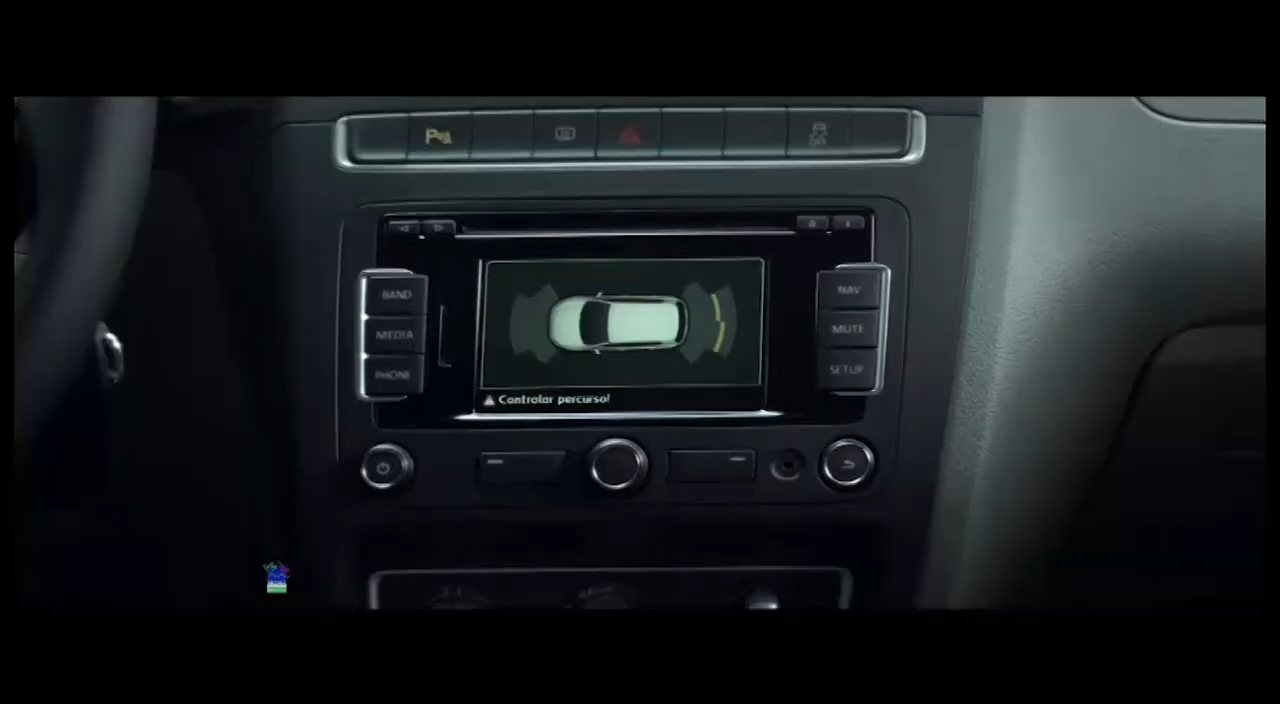 BAND
MEDIA
PHONE
NAV
MUTE
SETUP
Controlar percurso!